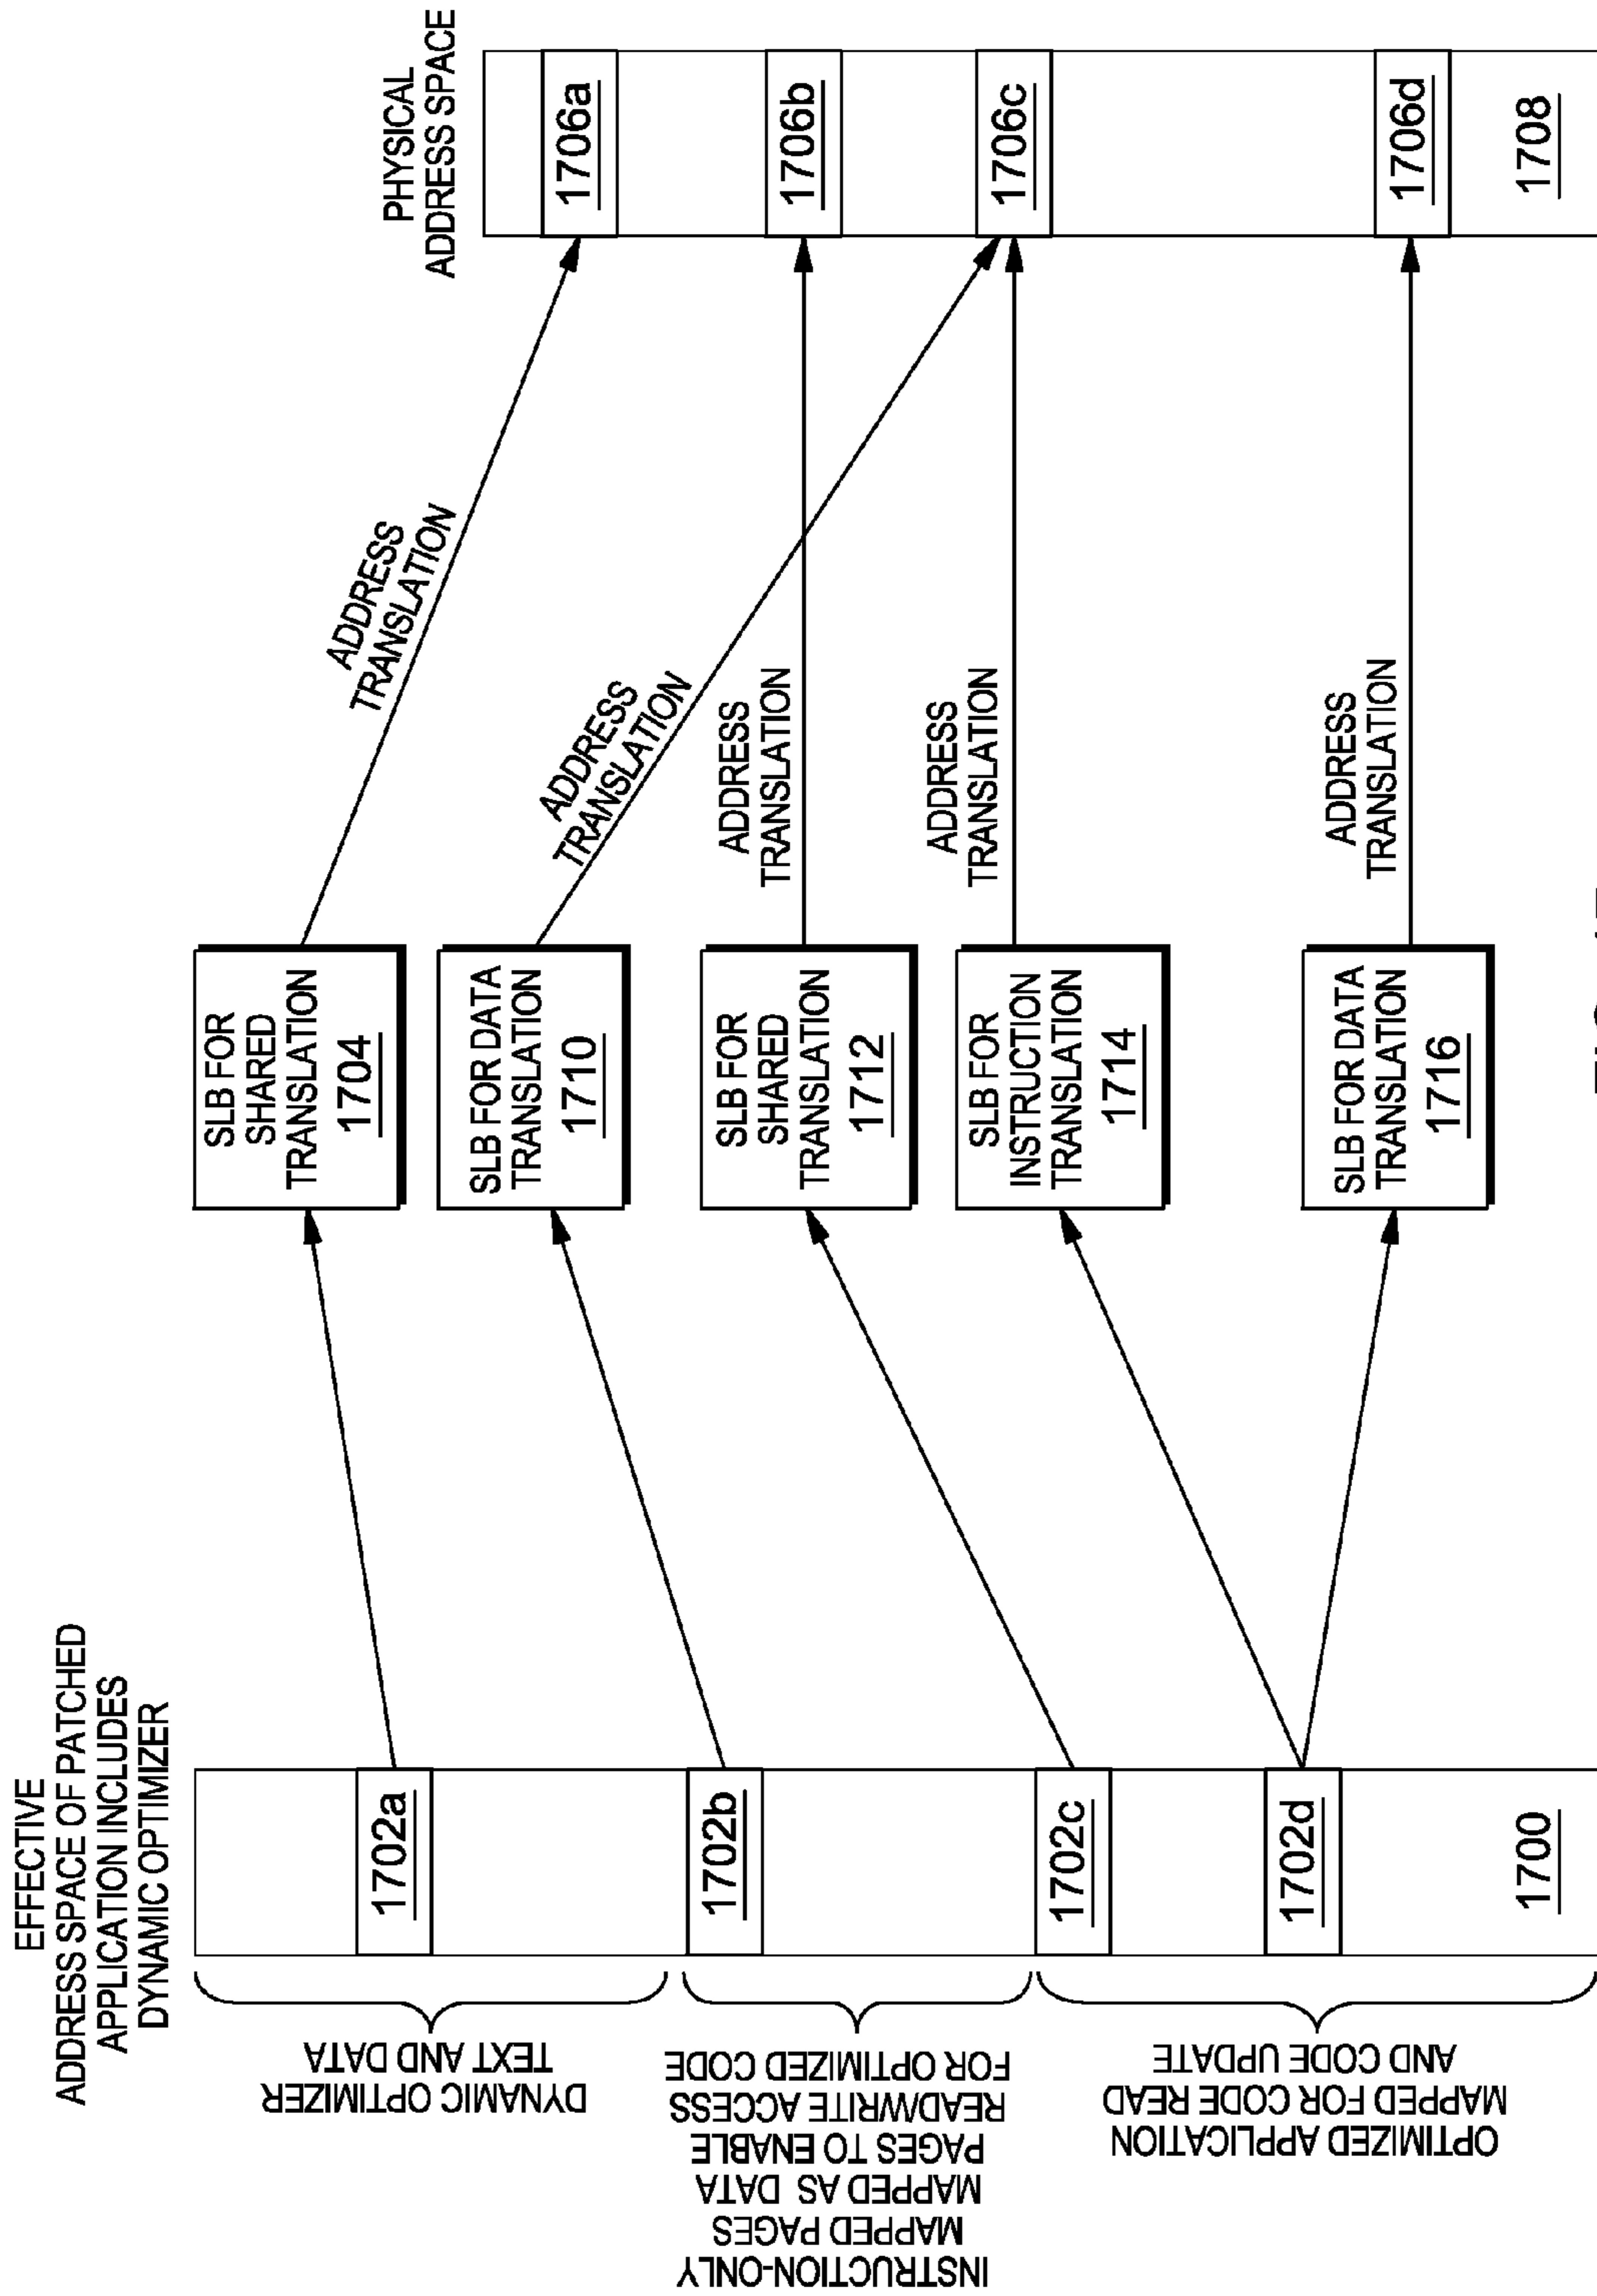 EFFECTIVE
ADDRESS SPACE OF PATCHED
APPLICATION INCLUDES
DYNAMIC OPTIMIZER
PHYSICAL
ADDRESS SPACE
DYNAMIC OPTIMIZER
TEXT AND DATA
1702a
SLB FOR
SHARED
TRANSLATION
1704
ADDRESS
TRANSLATION
1706a
INSTRUCTION-ONLY
MAPPED PAGES
MAPPED AS DATA
PAGES TO ENABLE
READ/WRITE ACCESS
FOR OPTIMIZED CODE
1702b
SLB FOR DATA
TRANSLATION
1710
ADDRESS
TRANSLATION
1706b
SLB FOR
SHARED
TRANSLATION
1712
ADDRESS
TRANSLATION
1706c
OPTIMIZED APPLICATION
MAPPED FOR CODE READ
AND CODE UPDATE
1702c
SLB FOR
INSTRUCTION
TRANSLATION
1714
ADDRESS
TRANSLATION
1702d
SLB FOR DATA
TRANSLATION
1716
ADDRESS
TRANSLATION
1706d
1700
1708